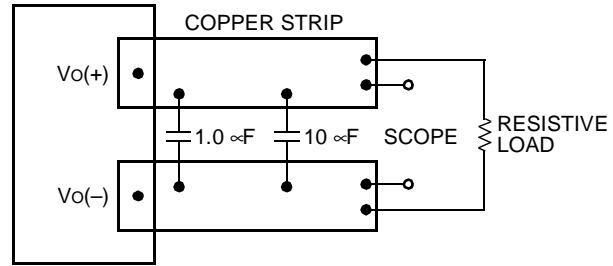 COPPER STRIP
VO(+)
1.0 ∝F
10 ∝F
SCOPE
RESISTIVE
LOAD
VO(–)